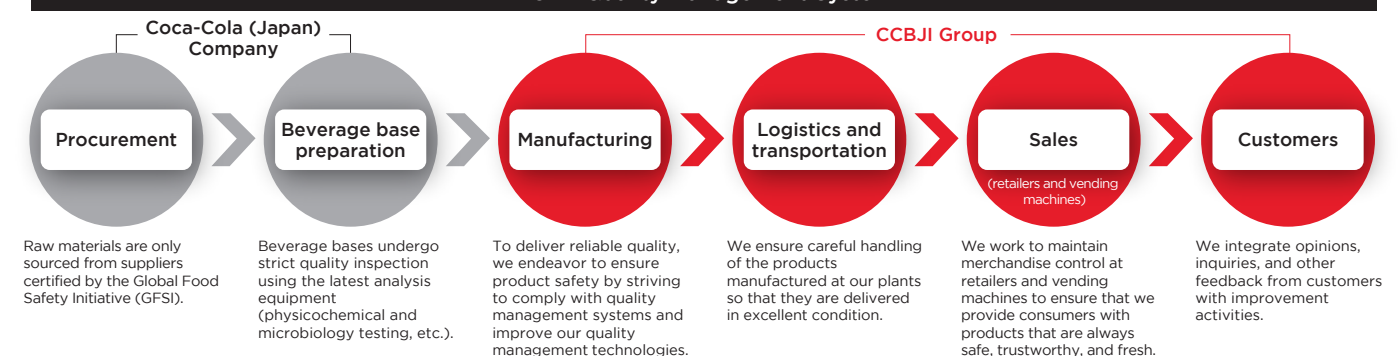 Coca-Cola (Japan)
Company
CCBJI Group
Procurement
Beverage base
preparation
Manufacturing
Logistics and
transportation
Sales
(retailers and vending
machines)
Customers
Raw materials are only
sourced from suppliers
certified by the Global Food
Safety Initiative (GFSI).
Beverage bases undergo
strict quality inspection
using the latest analysis
equipment
(physicochemical and
microbiology testing, etc.).
To deliver reliable quality,
we endeavor to ensure
product safety by striving
to comply with quality
management systems and
improve our quality
management technologies.
We ensure careful handling
of the products
manufactured at our plants
so that they are delivered
in excellent condition.
We work to maintain
merchandise control at
retailers and vending
machines to ensure that we
provide consumers with
products that are always
safe, trustworthy, and fresh.
We integrate opinions,
inquiries, and other
feedback from customers
with improvement
activities.